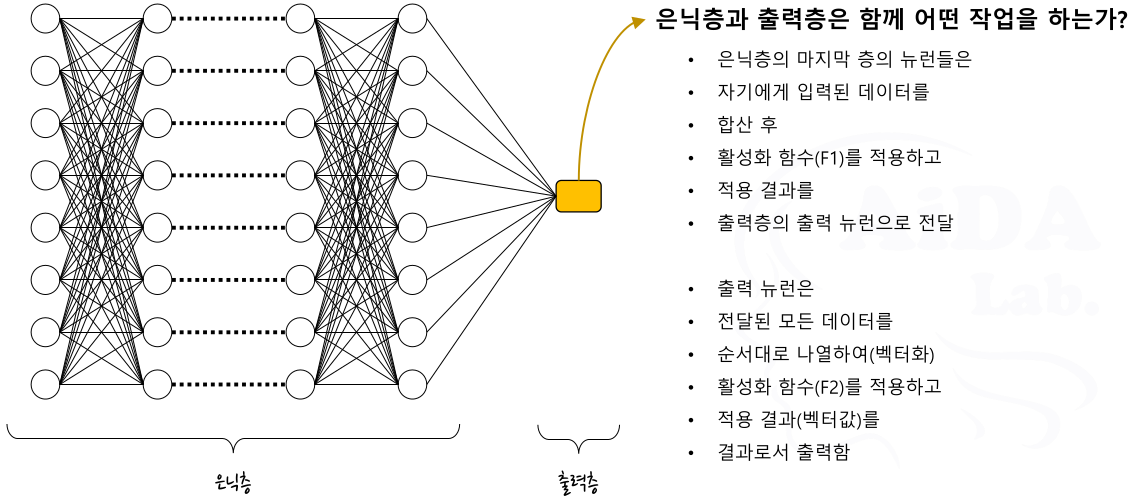 은닉층과 출력층은 함께 어떤 작업을 하는가?
• 은닉층의 마지막 층의 뉴런들은
• 자기에게 입력된 데이터를
• 합산 후
• 활성화 함수(F1)를 적용하고
• 적용 결과를
• 출력층의 출력 뉴런으로 전달
• 출력 뉴런은
• 전달된 모든 데이터를
• 순서대로 나열하여(벡터화)
• 활성화 함수(F2)를 적용하고
• 적용 결과(벡터값)를
• 결과로서 출력함
AiDA
Lab.
은닉층
출력층